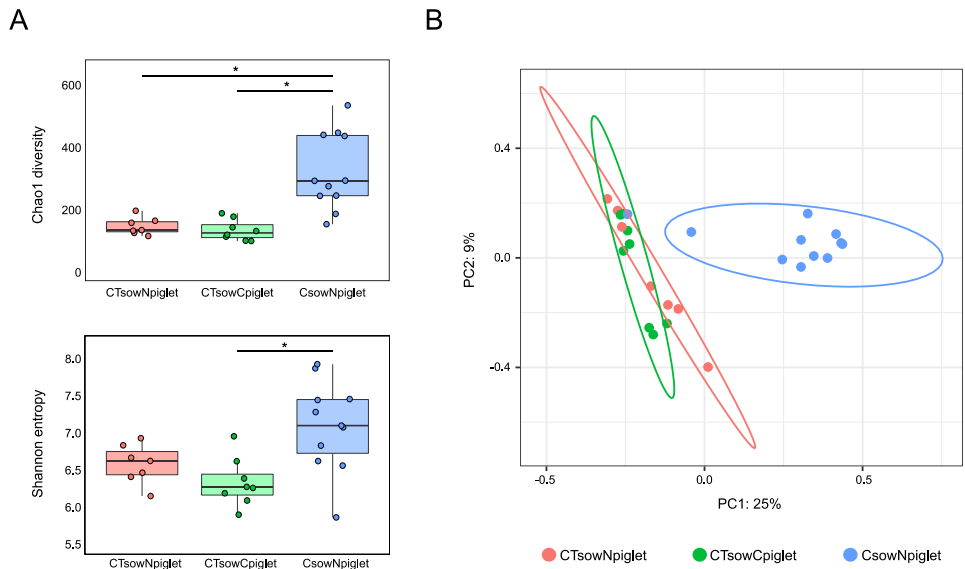 A
B
*
*
600
400
200
0
Chao1 diversity
CTsowNpiglet CTsowCpiglet CsowNpiglet
*
8.0
7.5
7.0
6.5
6.0
5.5
Shannon entropy
CTsowNpiglet CTsowCpiglet CsowNpiglet
0.4
0.0
-0.4
PC2: 9%
-0.5 0.0 0.5
PC1: 25%
CTsowNpiglet CTsowCpiglet CsowNpiglet